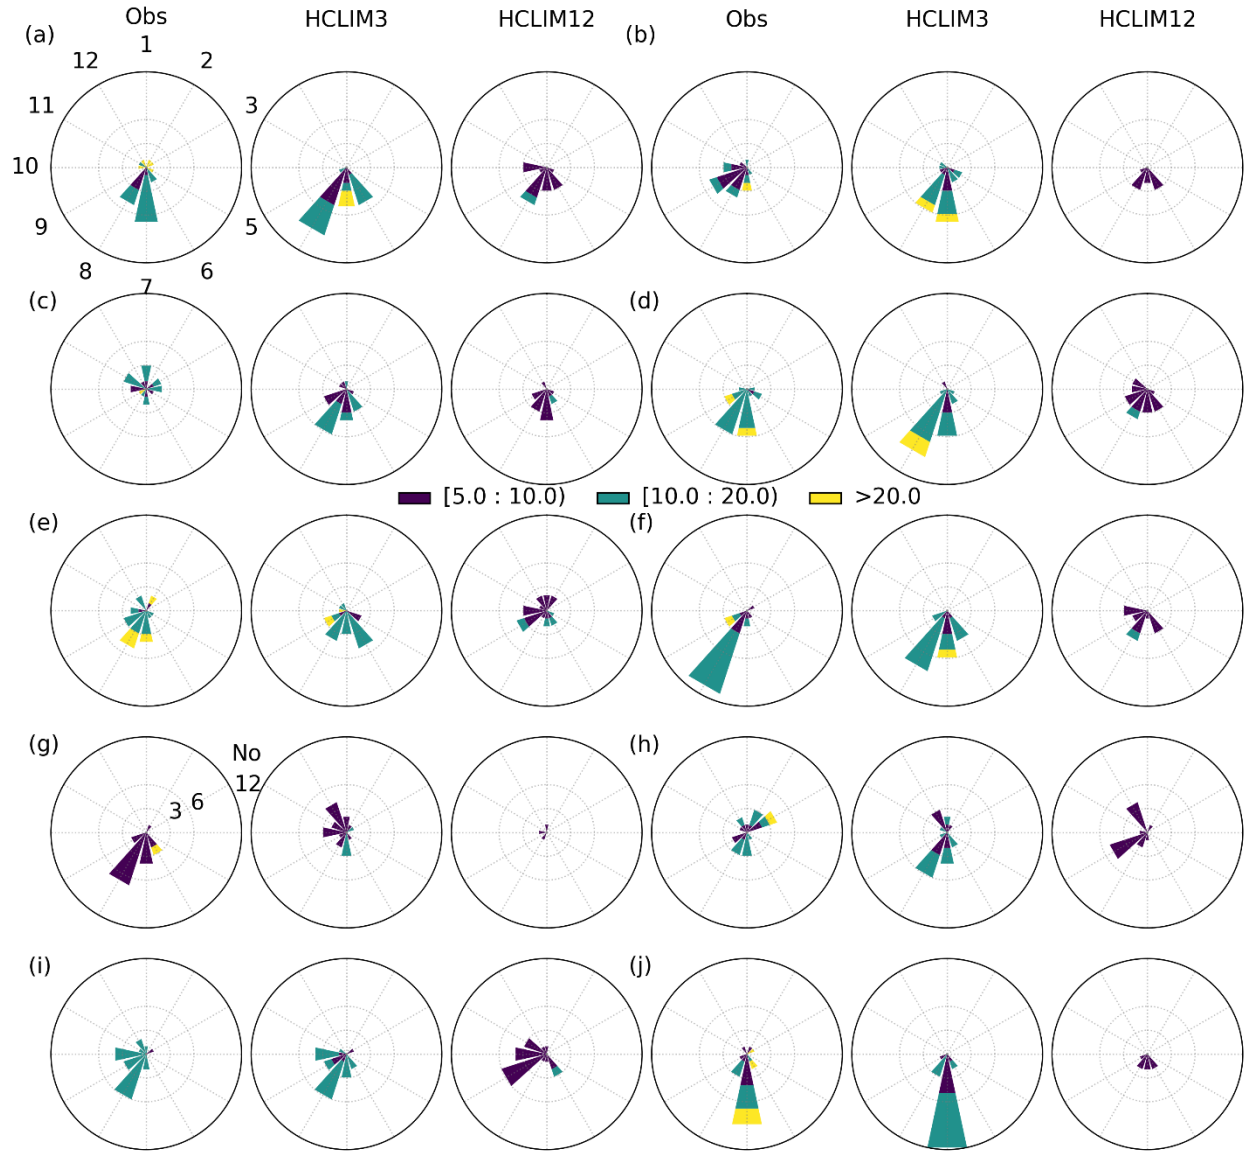 Obs HCLIM3 HCLIM12 Obs HCLIM3 HCLIM12
(a) (b)
1
12 2
11 3
10
9 5
8 6
7
(c) (d)
[5.0 : 10.0) [10.0 : 20.0) >20.0
(e) (f)
(g) No (h)
12
3 6
(i) (j)